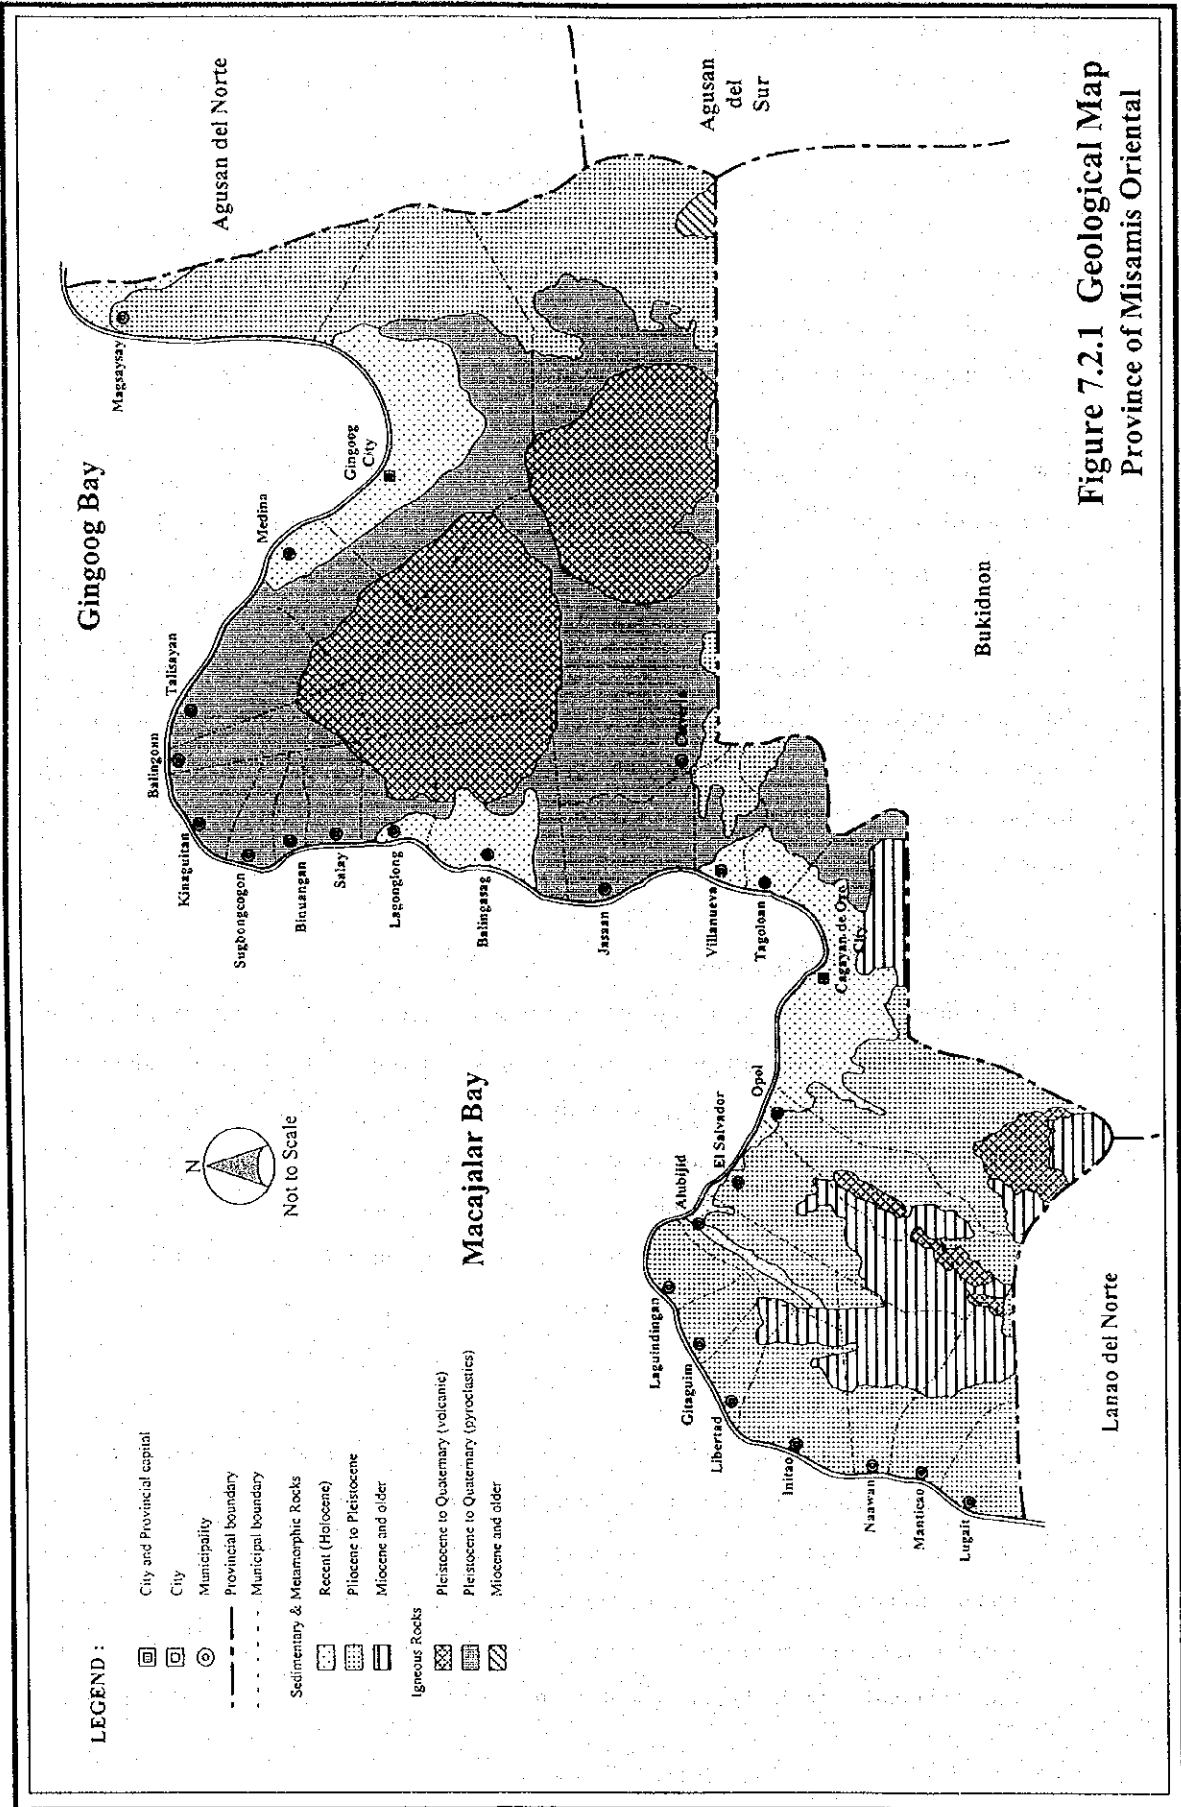 LEGEND :
City and Provincial capital
City
Municipality
Provincial boundary
Municipal boundary
Sedimentary & Metamorphic Rocks
Recent (Holocene)
Pliocene to Pleistocene
Miocene and older
Igneous Rocks
Pleistocene to Quaternary (volcanic)
Pleistocene to Quaternary (pyroclastics)
Miocene and older
N
Not to Scale
Gingoog Bay
Macajalar Bay
Agusan del Norte
Agusan
del
Sur
Bukidnon
Lanao del Norte
Magsaysay
Gingoog
City
Medina
Talisayan
Balingoan
Kinaguitan
Sugbongcogon
Binuangan
Salay
Lagonglong
Balingasag
Jasaan
Claveria
Villanueva
Tagoloan
Cagayan de Oro
City
Opol
El Salvador
Alubijid
Laguindingan
Gitaguim
Libertad
Initao
Naawan
Manticao
Lugait
Figure 7.2.1 Geological Map
Province of Misamis Oriental